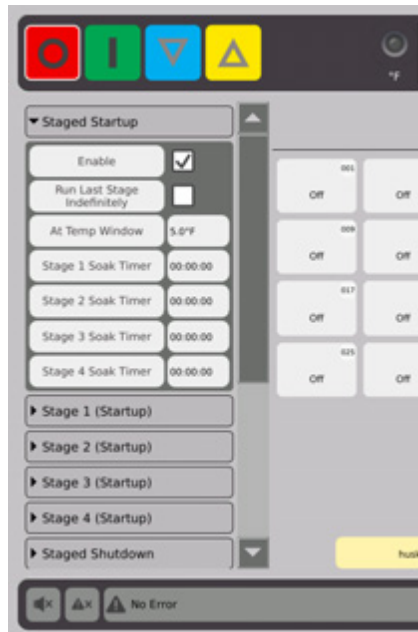 °F
Staged Startup
Enable
Run Last Stage
Indefinitely
At Temp Window
5.0°F
Stage 1 Soak Timer
00:00:00
Stage 2 Soak Timer
00:00:00
Stage 3 Soak Timer
00:00:00
Stage 4 Soak Timer
00:00:00
Stage 1 (Startup)
Stage 2 (Startup)
Stage 3 (Startup)
Stage 4 (Startup)
Staged Shutdown
001
Off
Off
009
Off
Off
017
Off
Off
025
Off
Off
husk
No Error